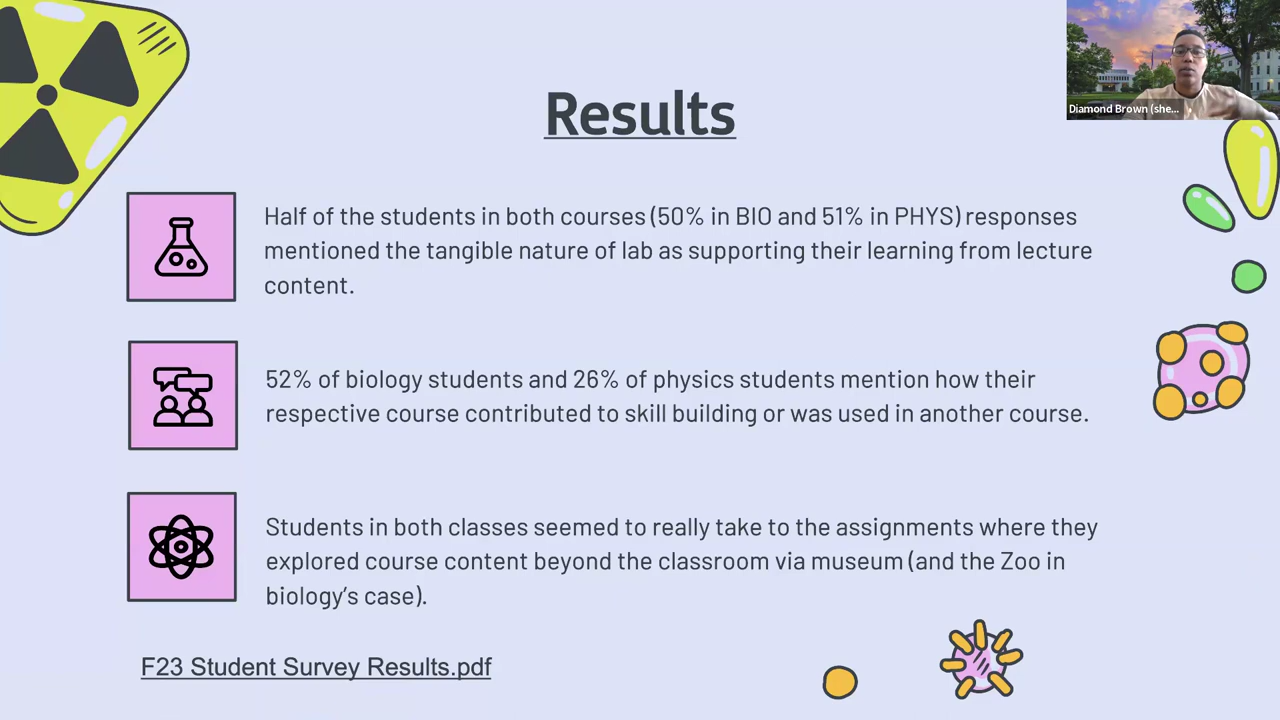 Results
Diamond Brown (she...
Half of the students in both courses (50% in BIO and 51% in PHYS) responses
mentioned the tangible nature of lab as supporting their learning from lecture
content.
52% of biology students and 26% of physics students mention how their
respective course contributed to skill building or was used in another course.
Students in both classes seemed to really take to the assignments where they
explored course content beyond the classroom via museum (and the Zoo in
biology’s case).
F23 Student Survey Results.pdf